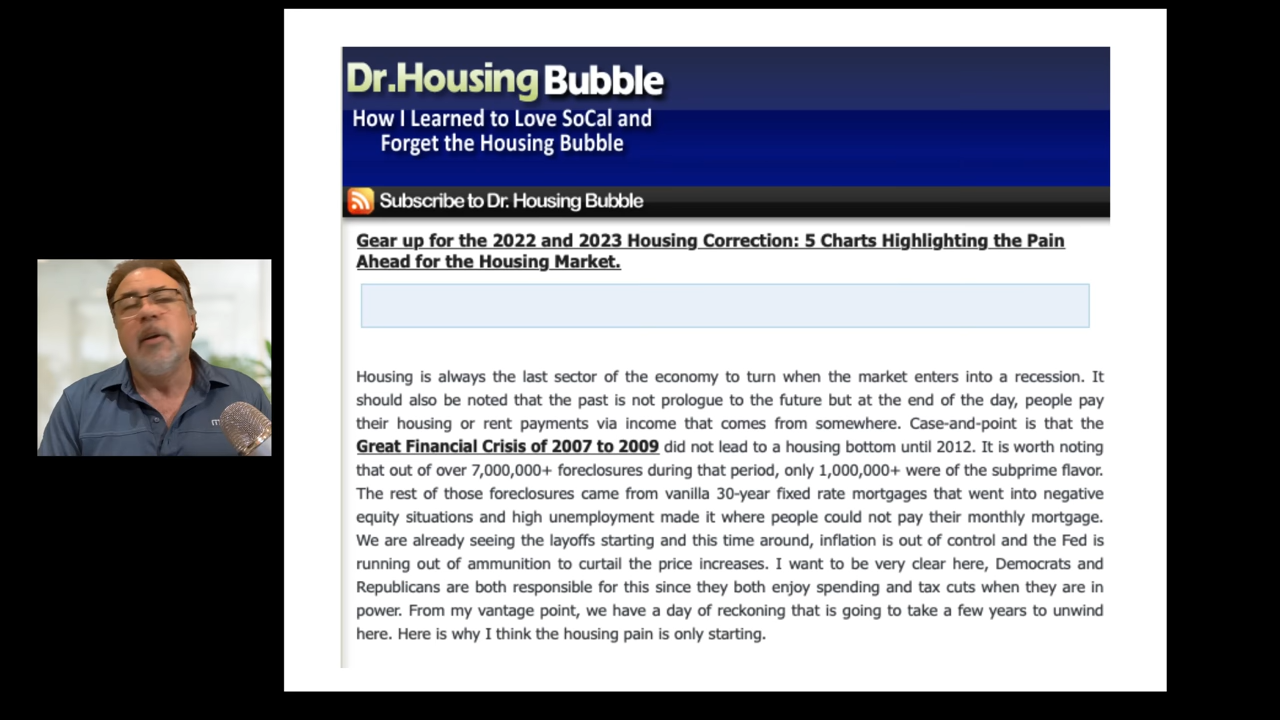 Dr.Housing Bubble
How I Learned to Love SoCal and
Forget the Housing Bubble
Subscribe to Dr. Housing Bubble
Gear up for the 2022 and 2023 Housing Correction: 5 Charts Highlighting the Pain
Ahead for the Housing Market.
Housing is always the last sector of the economy to turn when the market enters into a recession. It
should also be noted that the past is not prologue to the future but at the end of the day, people pay
their housing or rent payments via income that comes from somewhere. Case-and-point is that the
Great Financial Crisis of 2007 to 2009 did not lead to a housing bottom until 2012. It is worth noting
that out of over 7,000,000+ foreclosures during that period, only 1,000,000+ were of the subprime flavor.
The rest of those foreclosures came from vanilla 30-year fixed rate mortgages that went into negative
equity situations and high unemployment made it where people could not pay their monthly mortgage.
We are already seeing the layoffs starting and this time around, inflation is out of control and the Fed is
running out of ammunition to curtail the price increases. I want to be very clear here, Democrats and
Republicans are both responsible for this since they both enjoy spending and tax cuts when they are in
power. From my vantage point, we have a day of reckoning that is going to take a few years to unwind
here. Here is why I think the housing pain is only starting.